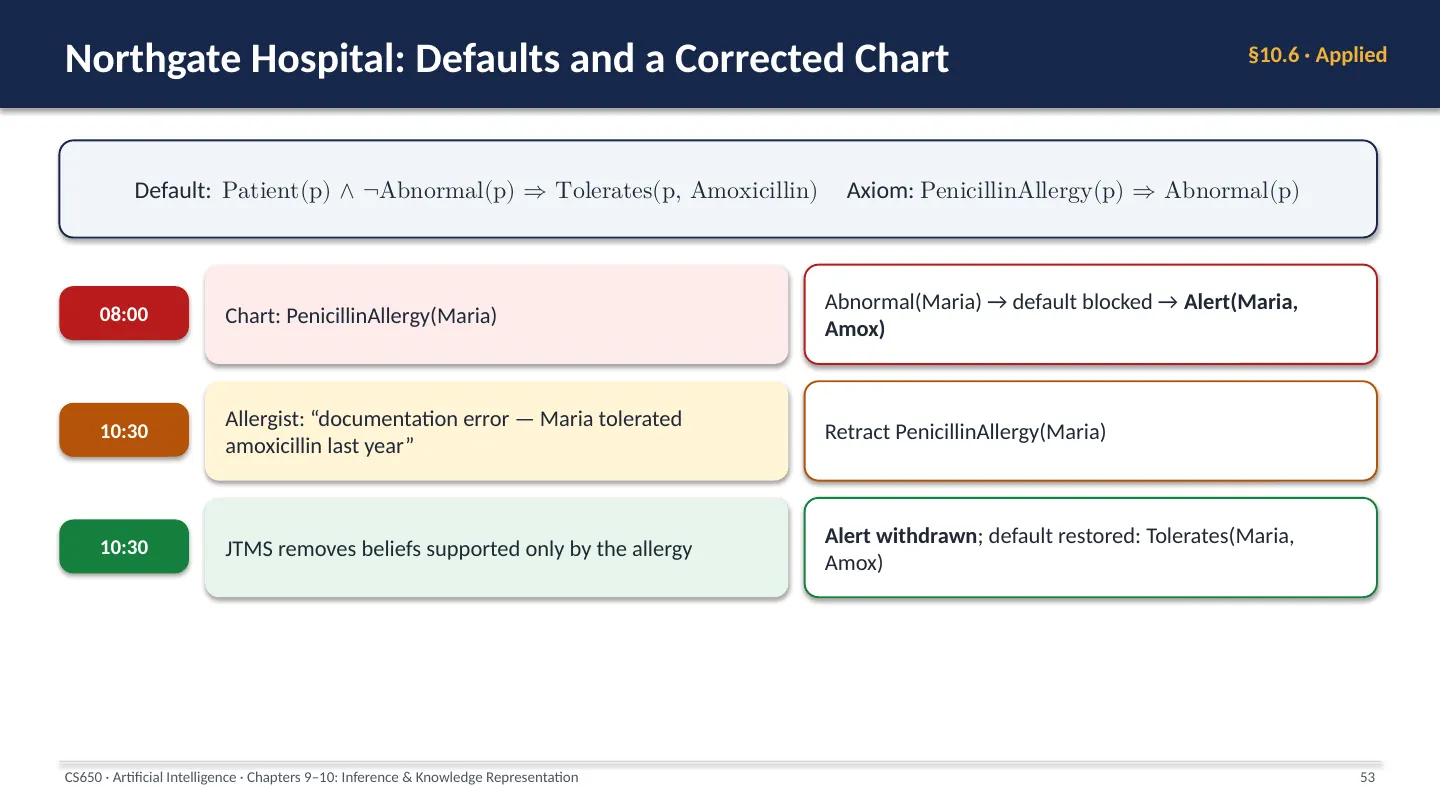 Northgate Hospital: Defaults and a Corrected Chart
§10.6 · Applied
Default: Patient(p) ∧ ¬Abnormal(p) ⇒ Tolerates(p, Amoxicillin) Axiom: PenicillinAllergy(p) ⇒ Abnormal(p)
08:00
Chart: PenicillinAllergy(Maria)
Abnormal(Maria) → default blocked → Alert(Maria,
Amox)
10:30
Allergist: “documentation error — Maria tolerated
amoxicillin last year”
Retract PenicillinAllergy(Maria)
10:30
JTMS removes beliefs supported only by the allergy
Alert withdrawn; default restored: Tolerates(Maria,
Amox)
CS650 · Artificial Intelligence · Chapters 9–10: Inference & Knowledge Representation
53